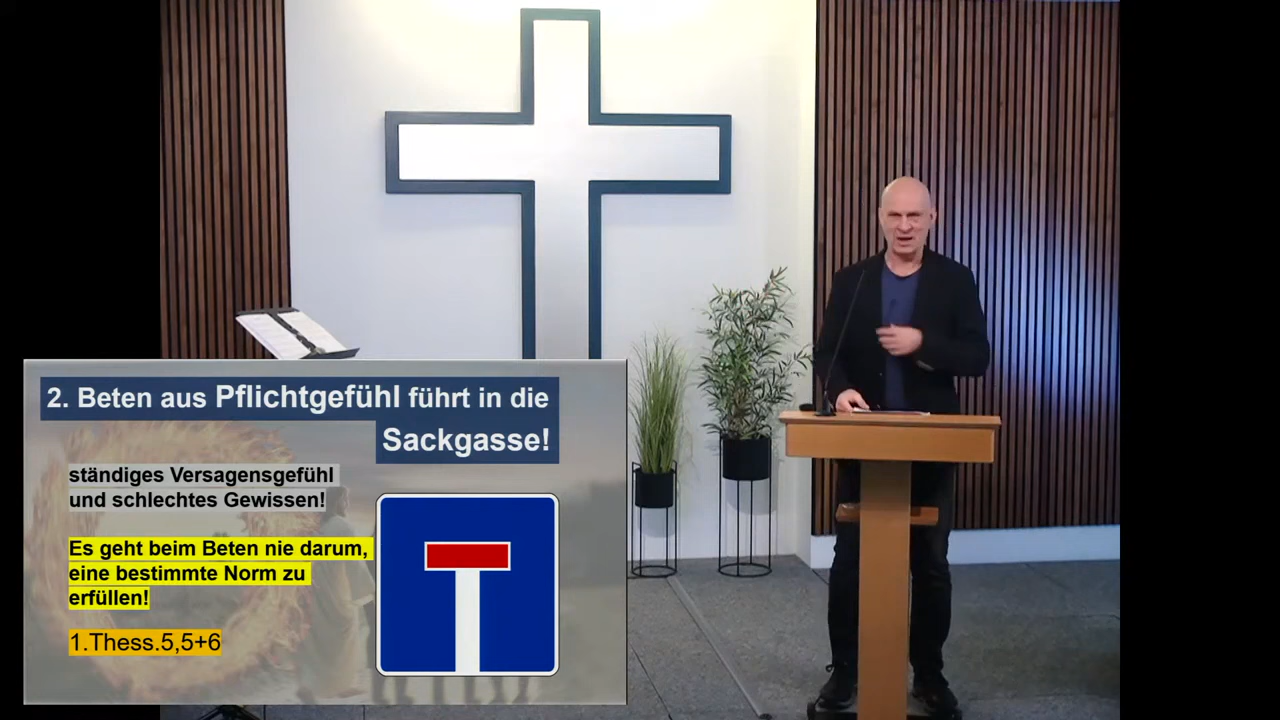 2. Beten aus Pflichtgefühl führt in die
Sackgasse!
ständiges Versagensgefühl
und schlechtes Gewissen!
Es geht beim Beten nie darum,
eine bestimmte Norm zu
erfüllen!
1.Thess.5,5+6